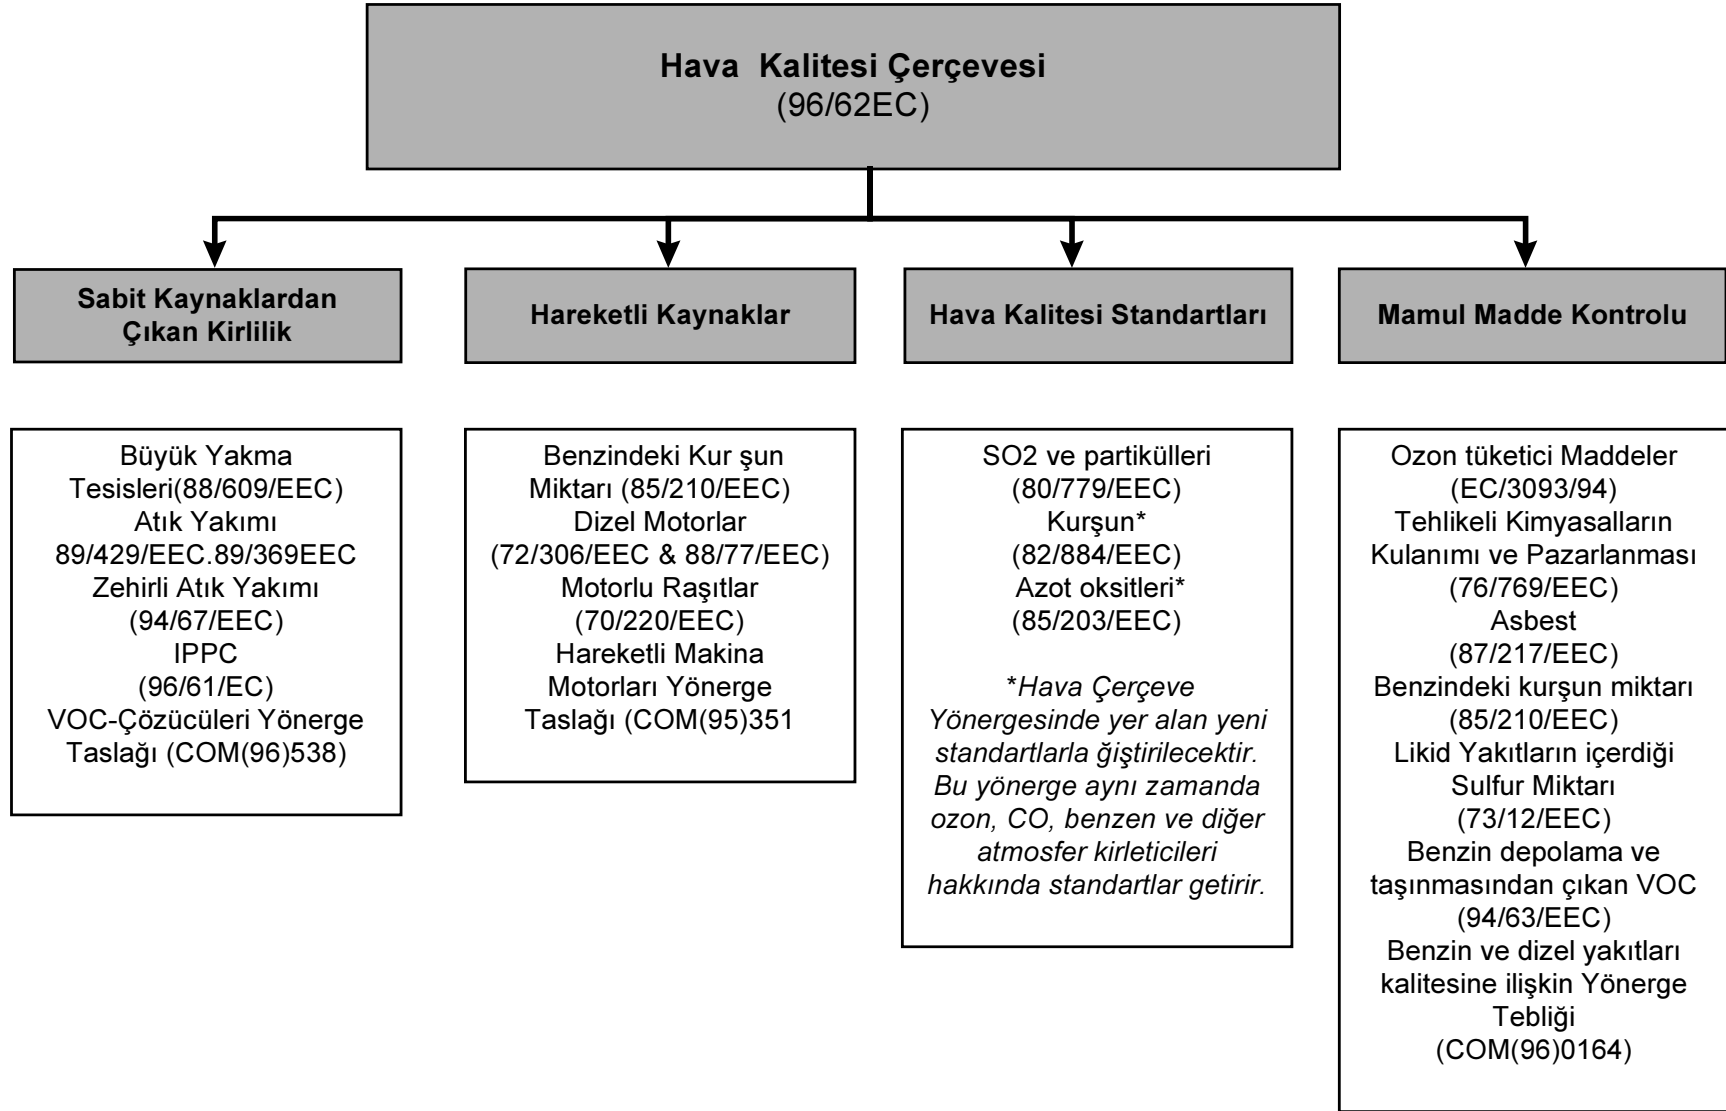 Hava Kalitesi Çerçevesi
(96/62EC)
Sabit Kaynaklardan
Çıkan Kirlilik
Hareketli Kaynaklar
Hava Kalitesi Standartları
Mamul Madde Kontrolu
Büyük Yakma
Tesisleri(88/609/EEC)
Atık Yakımı
89/429/EEC.89/369EEC
Zehirli Atık Yakımı
(94/67/EEC)
IPPC
(96/61/EC)
VOC-Çözücüleri Yönerge
Taslağı (COM(96)538)
Benzindeki Kur şun
Miktarı (85/210/EEC)
Dizel Motorlar
(72/306/EEC & 88/77/EEC)
Motorlu Raşıtlar
(70/220/EEC)
Hareketli Makina
Motorları Yönerge
Taslağı (COM(95)351
SO2 ve partikülleri
(80/779/EEC)
Kurşun*
(82/884/EEC)
Azot oksitleri*
(85/203/EEC)
*Hava Çerçeve
Yönergesinde yer alan yeni
standartlarla ğiştirilecektir.
Bu yönerge aynı zamanda
ozon, CO, benzen ve diğer
atmosfer kirleticileri
hakkında standartlar getirir.
Ozon tüketici Maddeler
(EC/3093/94)
Tehlikeli Kimyasalların
Kulanımı ve Pazarlanması
(76/769/EEC)
Asbest
(87/217/EEC)
Benzindeki kurşun miktarı
(85/210/EEC)
Likid Yakıtların içerdiği
Sulfur Miktarı
(73/12/EEC)
Benzin depolama ve
taşınmasından çıkan VOC
(94/63/EEC)
Benzin ve dizel yakıtları
kalitesine ilişkin Yönerge
Tebliği
(COM(96)0164)